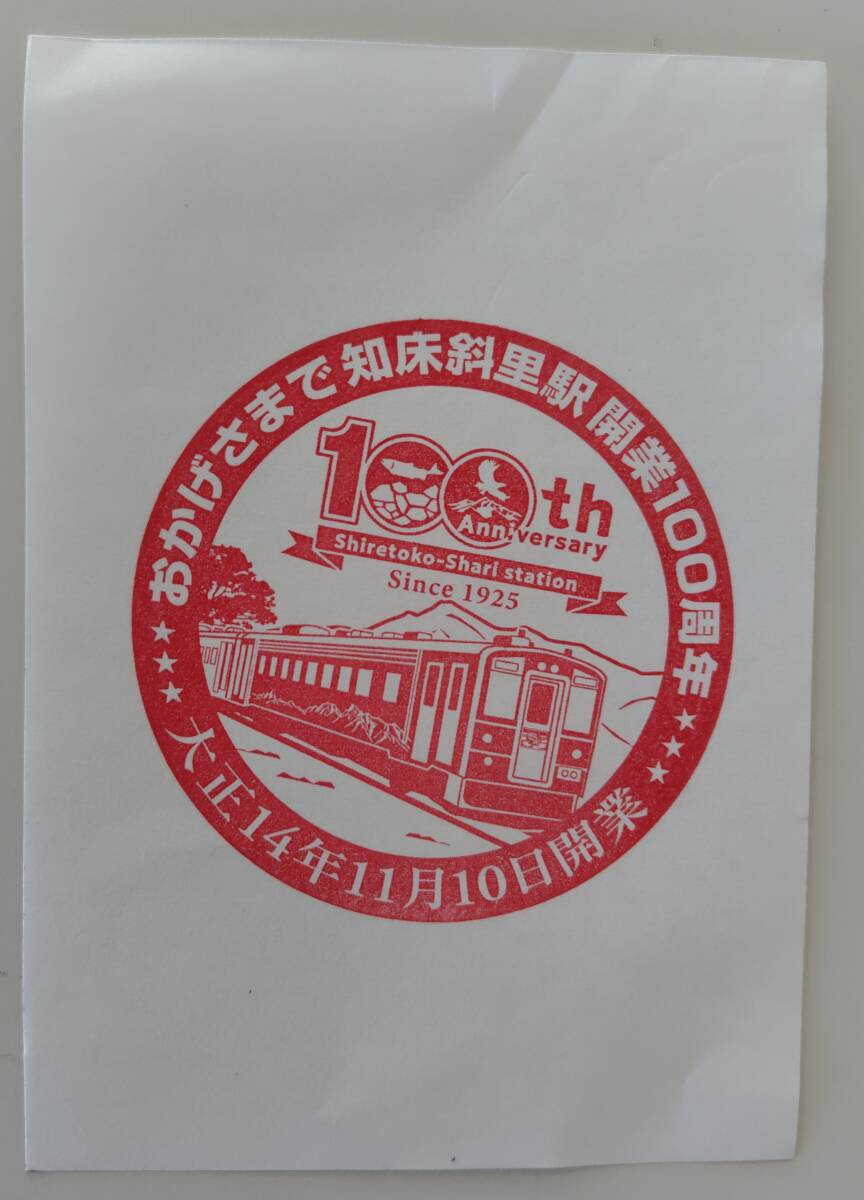 おかげさまで知床斜里駅開業100周年
100th
Anniversary
Shiretoko-Shari station
Since 1925
大正14年11月10日開業